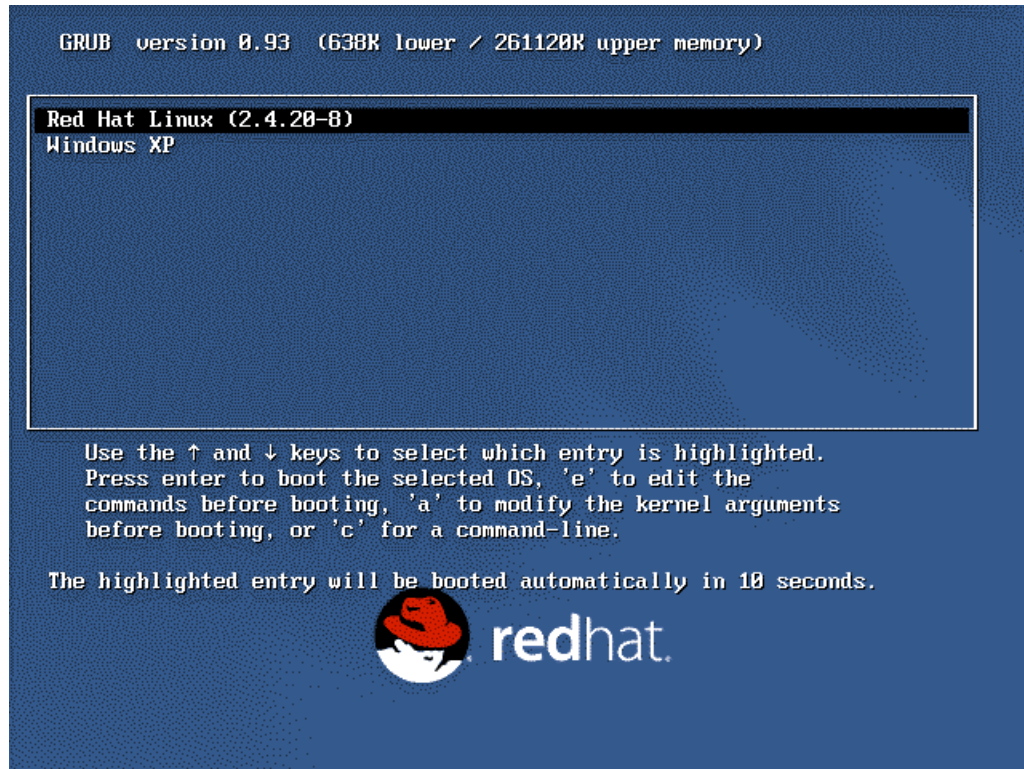 GRUB version 0.93 (638K lower / 261120K upper memory)
Red Hat Linux (2.4.20-8)
Windows XP
Use the ↑ and ↓ keys to select which entry is highlighted.
Press enter to boot the selected OS, 'e' to edit the
commands before booting, 'a' to modify the kernel arguments
before booting, or 'c' for a command-line.
The highlighted entry will be booted automatically in 10 seconds.
redhat.